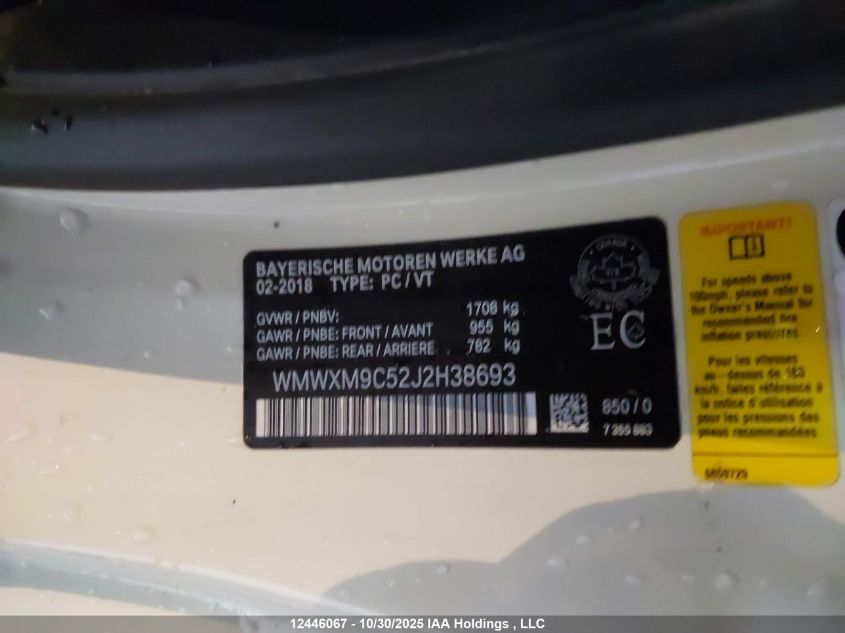 BAYERISCHE MOTOREN WERKE AG
02-2018 TYPE: PC / VT
GVWR / PNBV: 1708 kg
GAWR / PNBE: FRONT / AVANT 955 kg
GAWR / PNBE: REAR / ARRIERE 782 kg
WMWXM9C52J2H38693
850 / 0
7 355 883
CANADA
EC
IMPORTANT!
For speeds above
100mph, please refer to
the Owner's Manual for
recommended tire
inflation pressures.
Pour les vitesses
au-dessus de 163
km/h, faites référence à
la notice d'utilisation
pour les pressions des
pneus recommandées.
12446067 - 10/30/2025 IAA Holdings , LLC